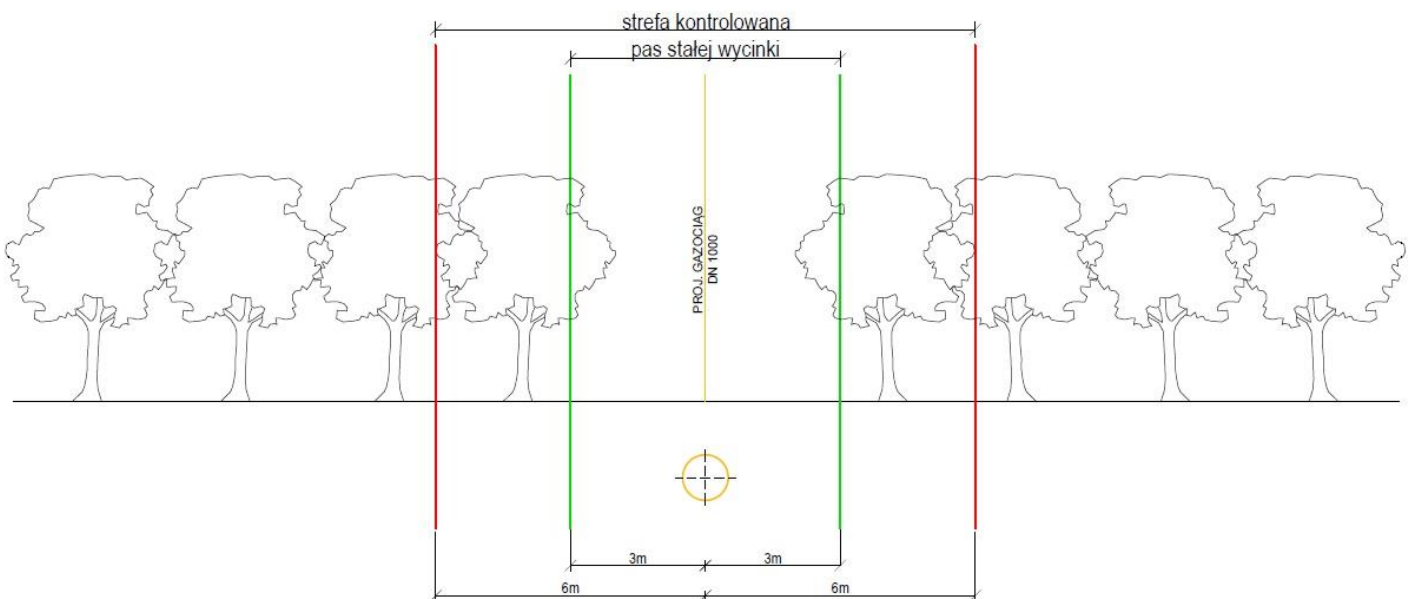 strefa kontrolowana
pas stałej wycinki
PROJ. GAZOCIĄG
DN 1000
3m
3m
6m
6m